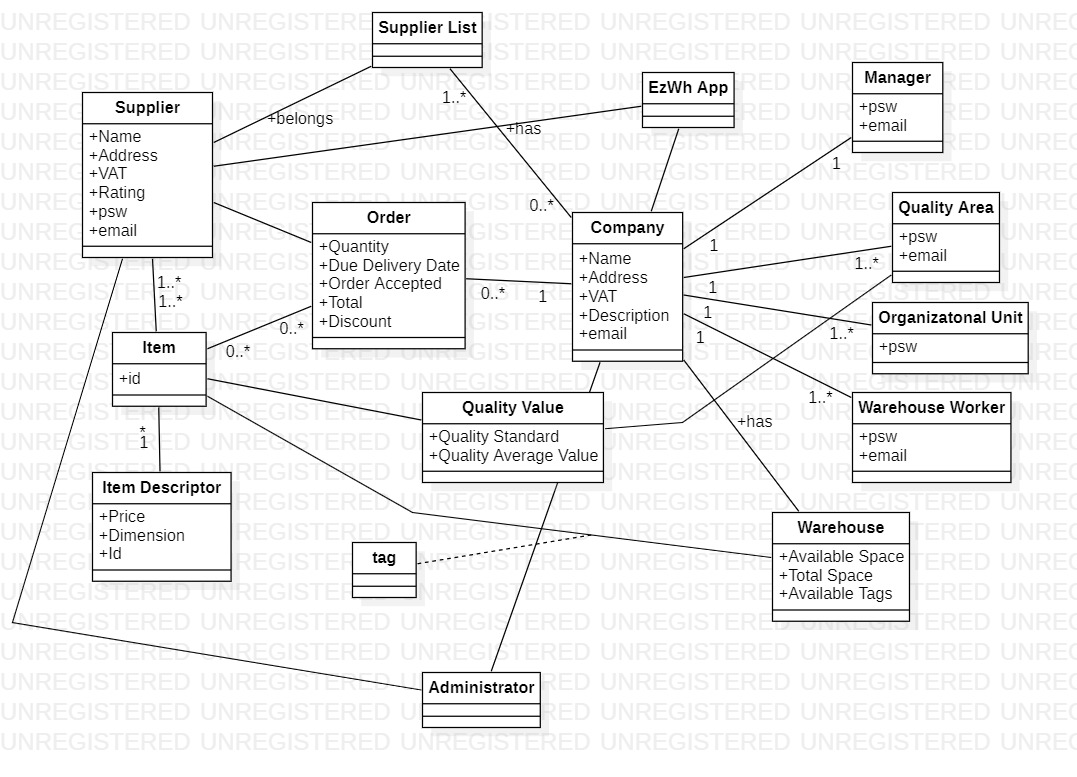 Supplier List
EzWh App
Manager
+psw
+email
1..*
Supplier
+Name
+Address
+VAT
+Rating
+psw
+email
+belongs
+has
1
0..*
Order
+Quantity
+Due Delivery Date
+Order Accepted
+Total
+Discount
Company
+Name
+Address
+VAT
+Description
+email
Quality Area
+psw
+email
1
1..*
1..*
1..*
0..*
1
1
1
1
Organizatonal Unit
+psw
1..*
0..*
0..*
Item
+id
Quality Value
+Quality Standard
+Quality Average Value
1..*
Warehouse Worker
+psw
+email
+has
*
1
Item Descriptor
+Price
+Dimension
+Id
tag
Warehouse
+Available Space
+Total Space
+Available Tags
Administrator
UNREGISTERED UNREGISTERED UNREGISTERED UNREGISTERED UNREGISTERED